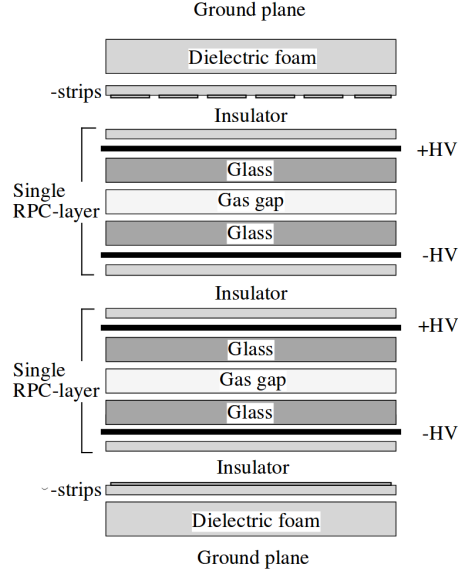 Ground plane
Dielectric foam
-strips
Insulator
+HV
Glass
Single
RPC-layer
Gas gap
Glass
-HV
Insulator
+HV
Glass
Single
RPC-layer
Gas gap
Glass
-HV
Insulator
-strips
Dielectric foam
Ground plane